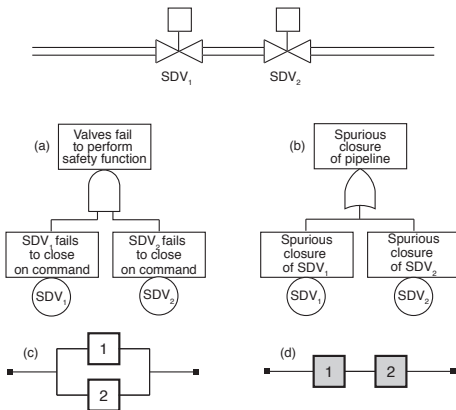 SDV1 SDV2
(a) Valves fail
to perform
safety function
SDV1 fails
to close
on command
SDV2 fails
to close
on command
SDV1
SDV2
(b) Spurious
closure
of pipeline
Spurious
closure
of SDV1
Spurious
closure
of SDV2
SDV1
SDV2
(c)
1
2
(d)
1 2